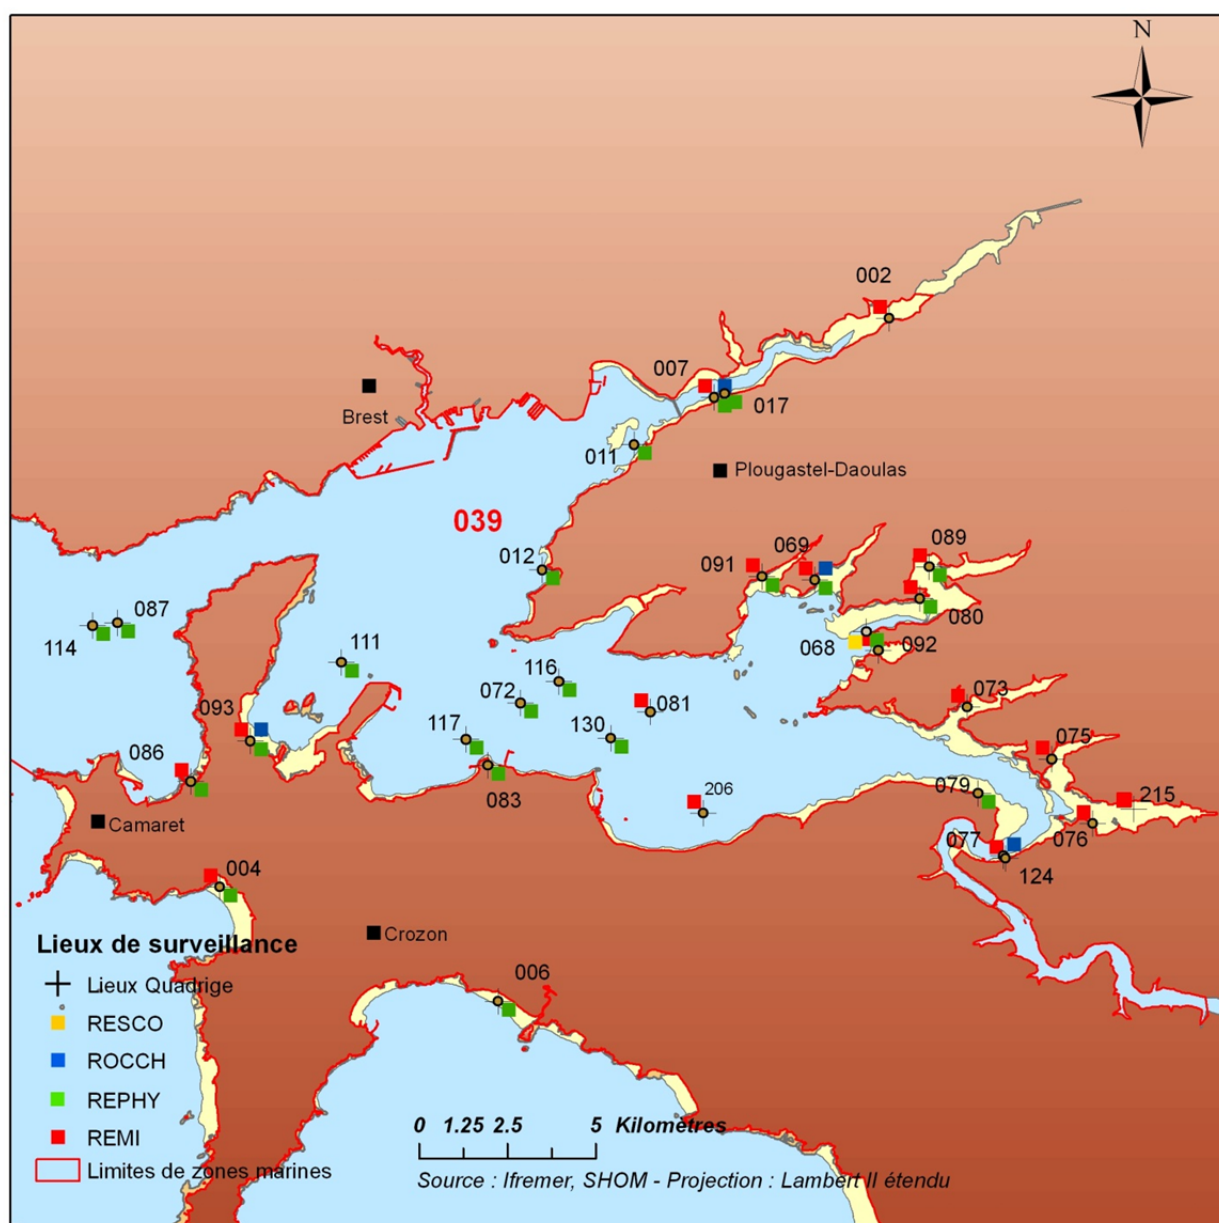 N
002
007
Brest
017
011
Plougastel-Daoulas
039
012
091
069
089
087
114
111
080
068
092
116
072
081
073
093
117
130
075
086
083
079
206
215
Camaret
077
076
124
004
Crozon
006
Lieux de surveillance
Lieux Quadrige
RESCO
ROCCH
REPHY
REMI
Limites de zones marines
0 1.25 2.5 5 Kilomètres
Source : Ifremer, SHOM - Projection : Lambert II étendu